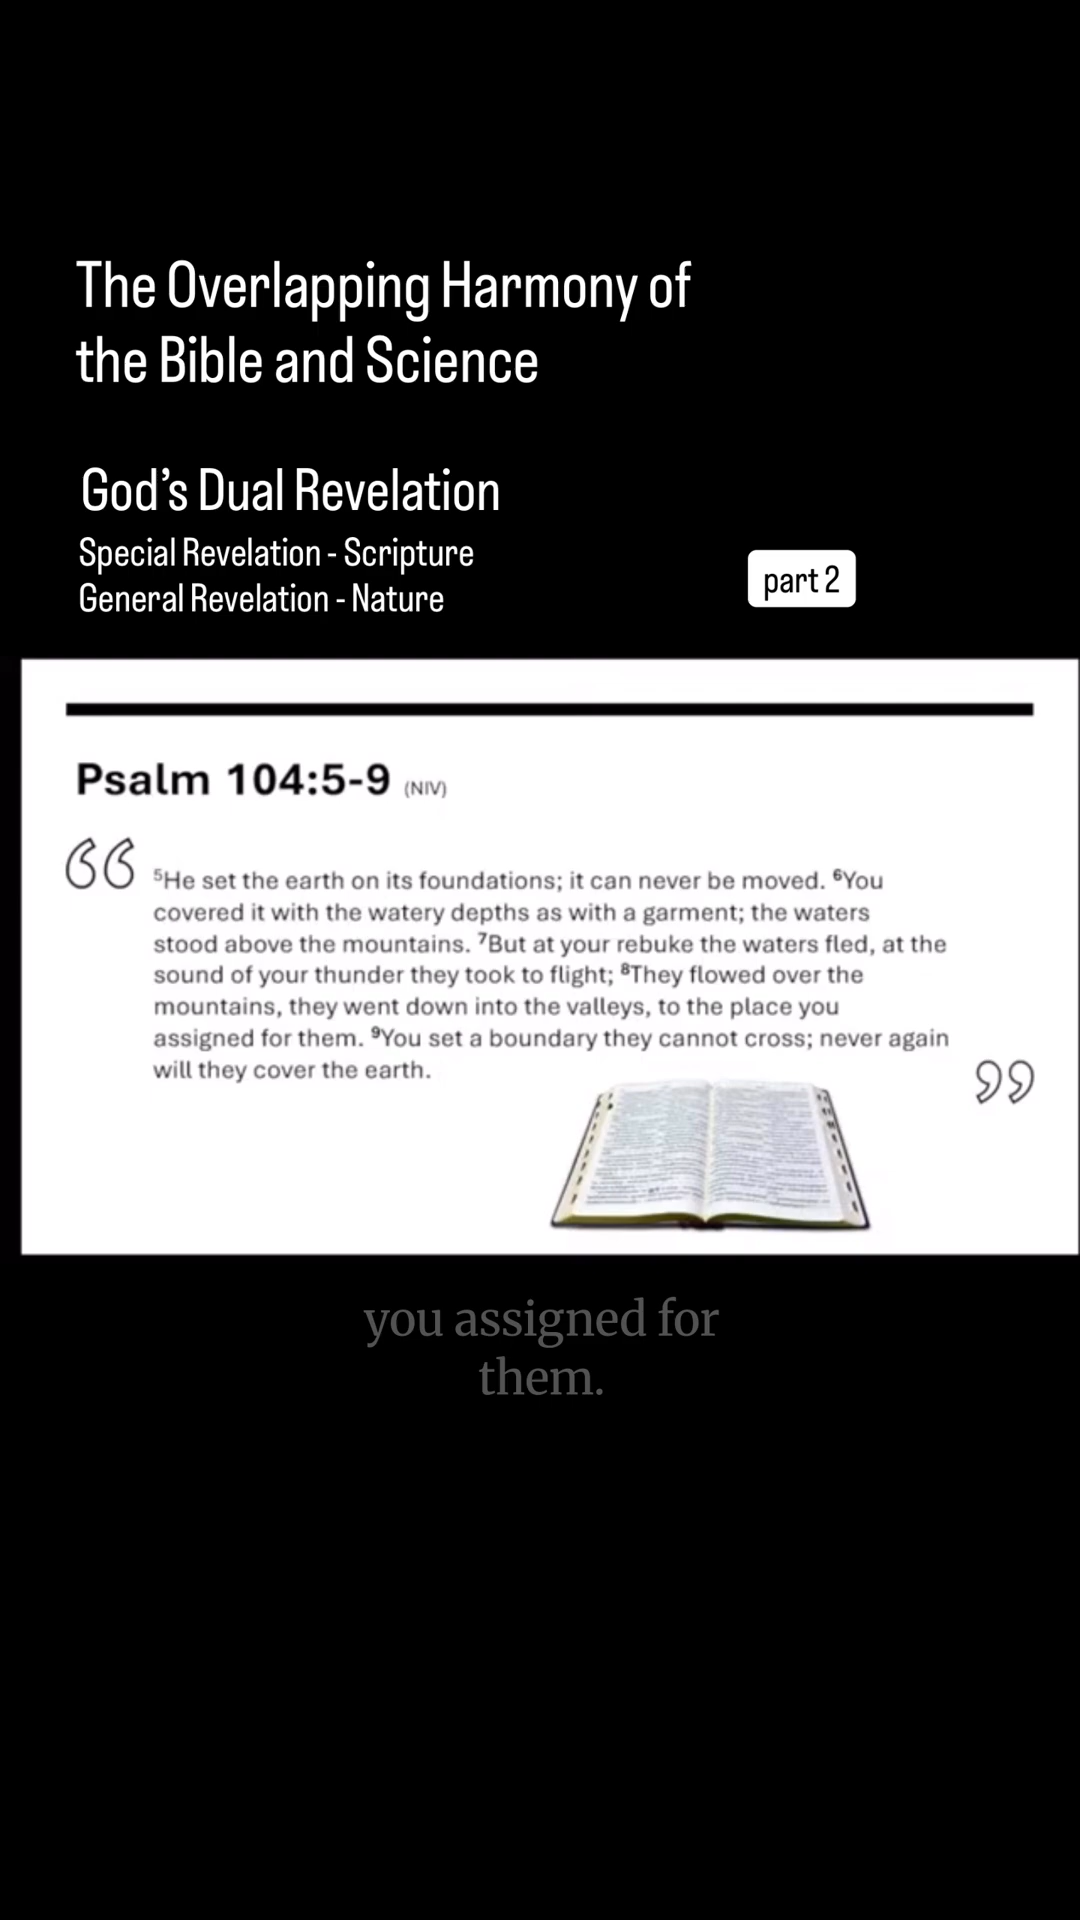 The Overlapping Harmony of
the Bible and Science
God’s Dual Revelation
Special Revelation - Scripture
General Revelation - Nature
part 2
Psalm 104:5-9 (NIV)
“
⁵He set the earth on its foundations; it can never be moved. ⁶You
covered it with the watery depths as with a garment; the waters
stood above the mountains. ⁷But at your rebuke the waters fled, at the
sound of your thunder they took to flight; ⁸They flowed over the
mountains, they went down into the valleys, to the place you
assigned for them. ⁹You set a boundary they cannot cross; never again
will they cover the earth.
”
you assigned for
them.